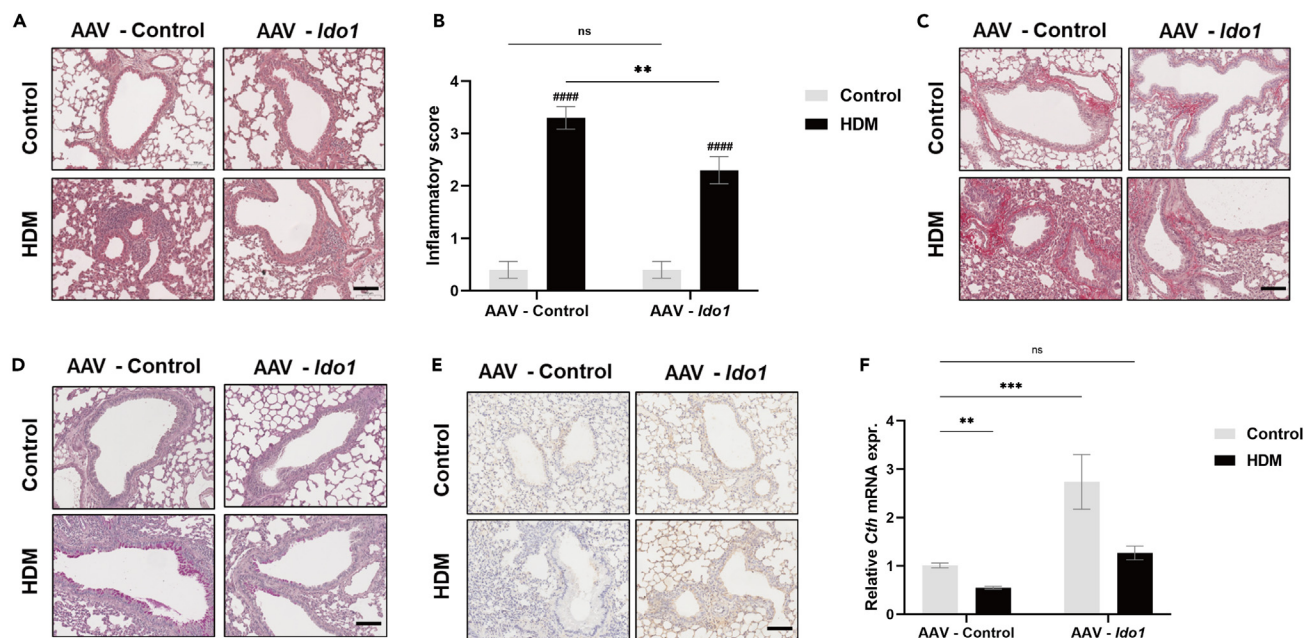 A
AAV - Control
AAV - Ido1
Control
HDM
B
ns
**
####
####
Inflammatory score
4
3
2
1
0
AAV - Control
AAV - Ido1
Control
HDM
C
AAV - Control
AAV - Ido1
Control
HDM
D
AAV - Control
AAV - Ido1
Control
HDM
E
AAV - Control
AAV - Ido1
Control
HDM
F
ns
***
**
Relative Cth mRNA expr.
4
3
2
1
0
AAV - Control
AAV - Ido1
Control
HDM